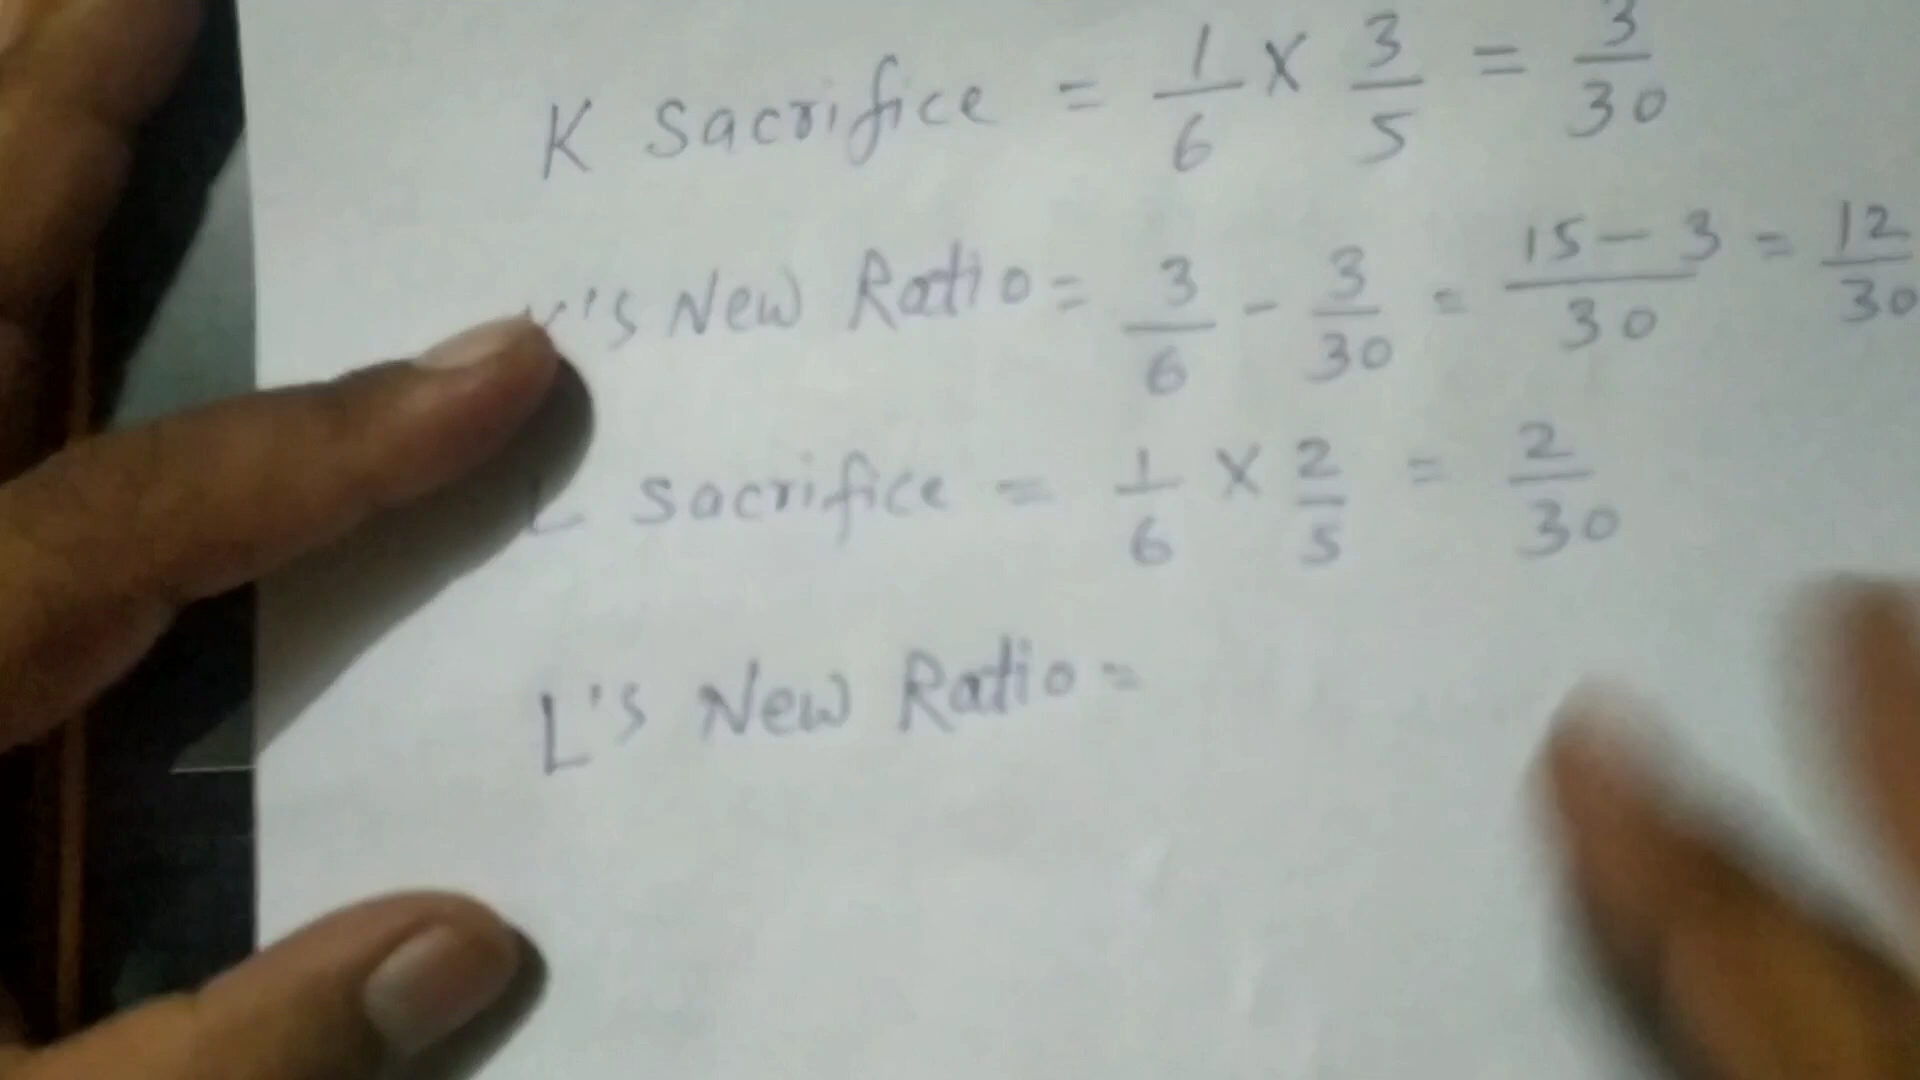 K Sacrifice = 1/6 X 3/5 = 3/30
's New Ratio = 3/6 - 3/30 = 15-3/30 = 12/30
L Sacrifice = 1/6 X 2/5 = 2/30
L's New Ratio =